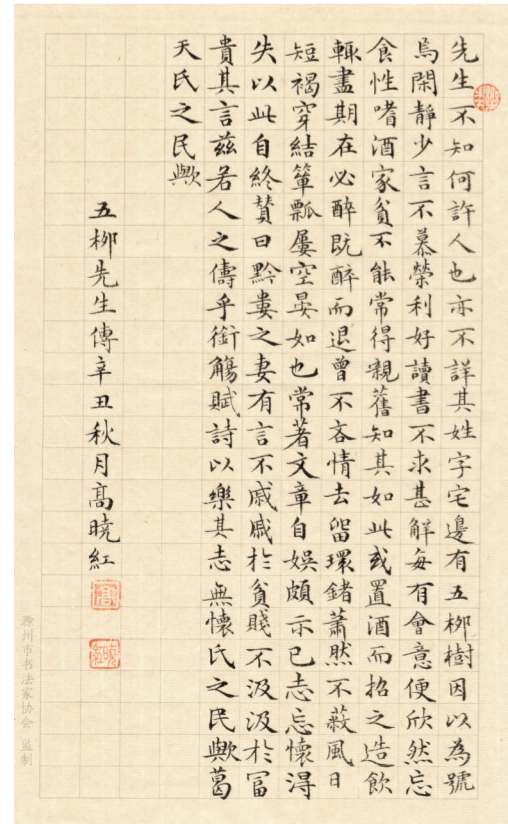 先生不知何許人也亦不詳其姓字宅邊有五柳樹因以為號
焉閑靜少言不慕榮利好讀書不求甚解每有會意便欣然忘
食性嗜酒家貧不能常得親舊知其如此或置酒而招之造飲
輒盡期在必醉既醉而退曾不吝情去留環錯蕭然不蔽風日
短褐穿結簞瓢屢空晏如也常著文章自娛頗示己志忘懷得
失以此自終贊曰黔婁之妻有言不戚戚於貧賤不汲汲於富
貴其言茲若人之儔乎銜觴賦詩以樂其志無懷氏之民歟葛
天氏之民歟
五柳先生傳辛丑秋月高曉紅
滁州市书法家协会 监制